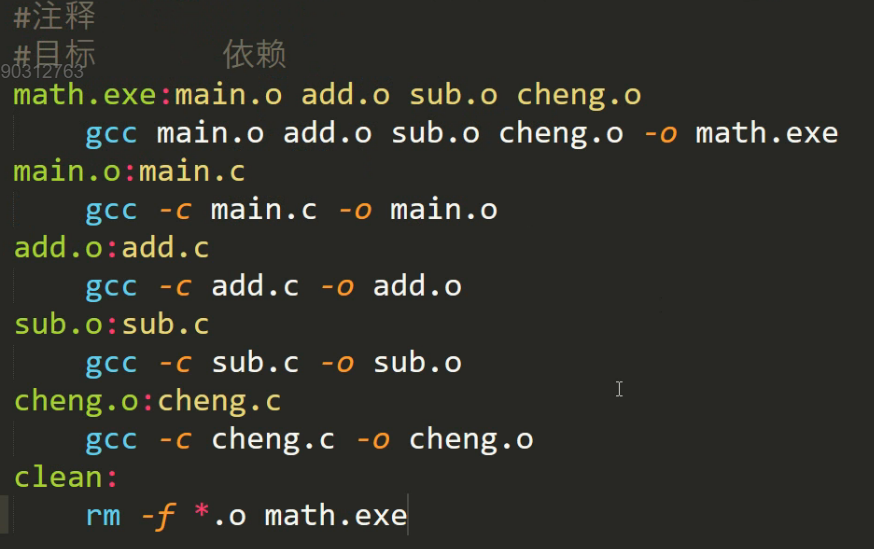 #注释
#目标 依赖
90312763
math.exe:main.o add.o sub.o cheng.o
gcc main.o add.o sub.o cheng.o -o math.exe
main.o:main.c
gcc -c main.c -o main.o
add.o:add.c
gcc -c add.c -o add.o
sub.o:sub.c
gcc -c sub.c -o sub.o
cheng.o:cheng.c
gcc -c cheng.c -o cheng.o
clean:
rm -f *.o math.exe